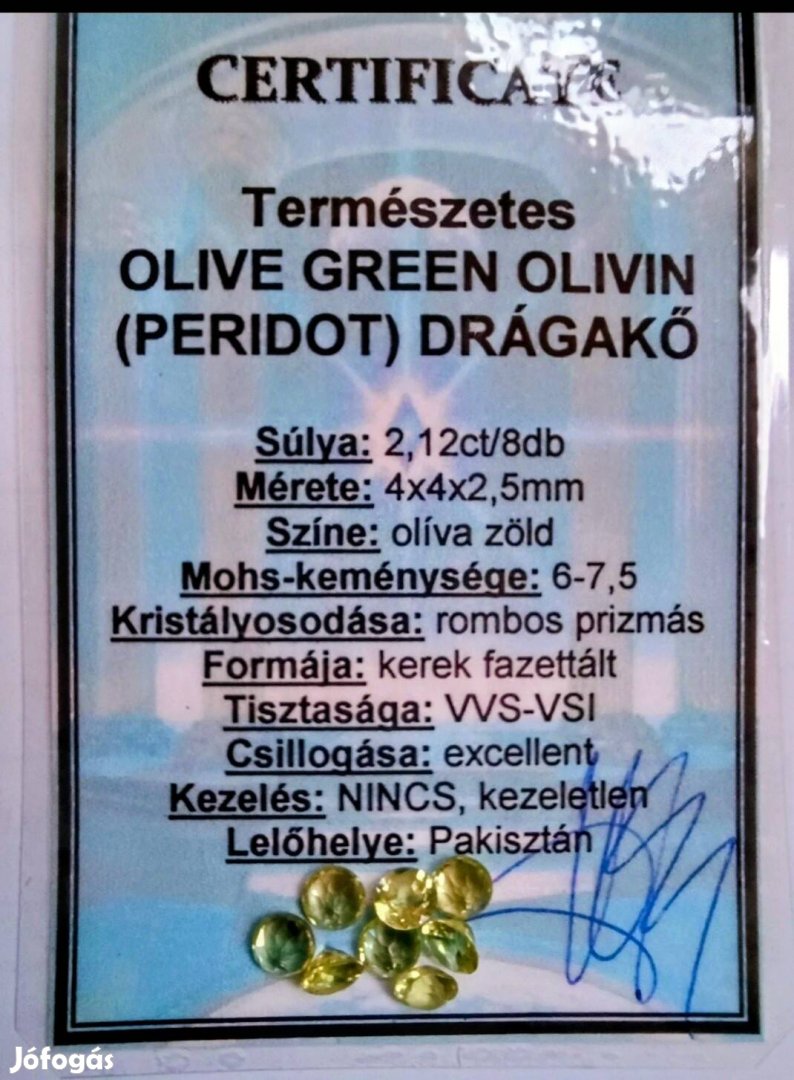 CERTIFICATE
Természetes
OLIVE GREEN OLIVIN
(PERIDOT) DRÁGAKŐ
Súlya: 2,12ct/8db
Mérete: 4x4x2,5mm
Színe: olíva zöld
Mohs-keménysége: 6-7,5
Kristályosodása: rombos prizmás
Formája: kerek fazettált
Tisztasága: VVS-VSI
Csillogása: excellent
Kezelés: NINCS, kezeletlen
Lelőhelye: Pakisztán
Jófogás